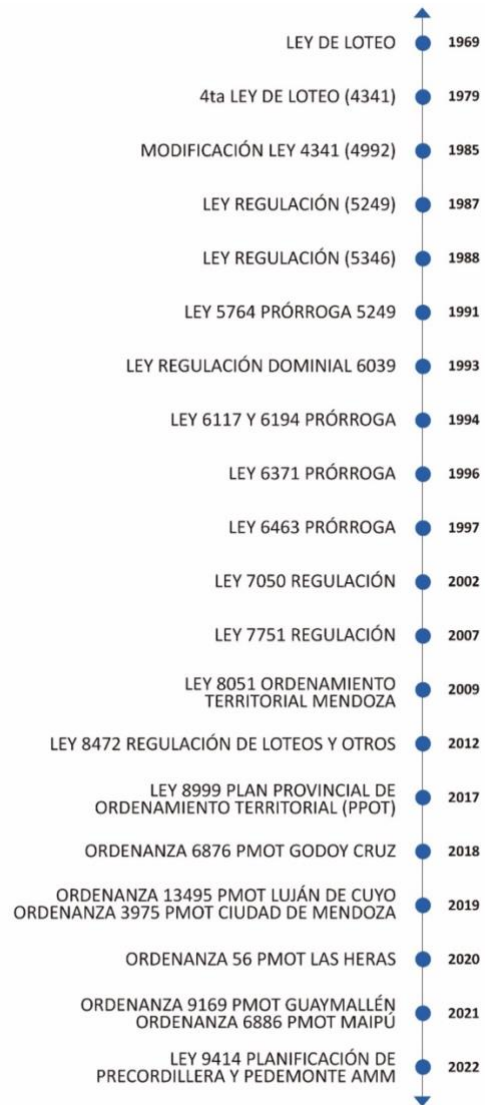 LEY DE LOTEO 1969
4ta LEY DE LOTEO (4341) 1979
MODIFICACIÓN LEY 4341 (4992) 1985
LEY REGULACIÓN (5249) 1987
LEY REGULACIÓN (5346) 1988
LEY 5764 PRÓRROGA 5249 1991
LEY REGULACIÓN DOMINIAL 6039 1993
LEY 6117 Y 6194 PRÓRROGA 1994
LEY 6371 PRÓRROGA 1996
LEY 6463 PRÓRROGA 1997
LEY 7050 REGULACIÓN 2002
LEY 7751 REGULACIÓN 2007
LEY 8051 ORDENAMIENTO
TERRITORIAL MENDOZA 2009
LEY 8472 REGULACIÓN DE LOTEOS Y OTROS 2012
LEY 8999 PLAN PROVINCIAL DE
ORDENAMIENTO TERRITORIAL (PPOT) 2017
ORDENANZA 6876 PMOT GODOY CRUZ 2018
ORDENANZA 13495 PMOT LUJÁN DE CUYO
ORDENANZA 3975 PMOT CIUDAD DE MENDOZA 2019
ORDENANZA 56 PMOT LAS HERAS 2020
ORDENANZA 9169 PMOT GUAYMALLÉN
ORDENANZA 6886 PMOT MAIPÚ 2021
LEY 9414 PLANIFICACIÓN DE
PRECORDILLERA Y PEDEMONTE AMM 2022